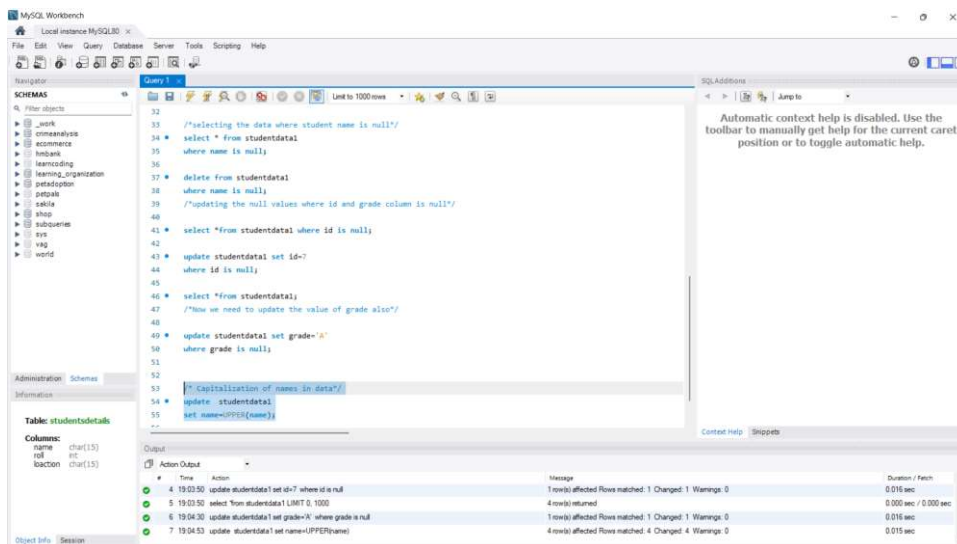 MySQL Workbench
Local instance MySQL80 ×
File Edit View Query Database Server Tools Scripting Help
Navigator
SCHEMAS
Filter objects
_work
crimeanalysis
ecommerce
hmbank
learncoding
learning_organization
petadoption
petpals
sakila
shop
subqueries
sys
vag
world
Administration Schemas
Information
Table: studentsdetails
Columns:
name char(15)
roll int
loaction char(15)
Object Info Session
Query 1 ×
Limit to 1000 rows
32
33 /*selecting the data where student name is null*/
34 select * from studentdata1
35 where name is null;
36
37 delete from studentdata1
38 where name is null;
39 /*updating the null values where id and grade column is null*/
40
41 select *from studentdata1 where id is null;
42
43 update studentdata1 set id=7
44 where id is null;
45
46 select *from studentdata1;
47 /*Now we need to update the value of grade also*/
48
49 update studentdata1 set grade='A'
50 where grade is null;
51
52
53 /* Capitalization of names in data*/
54 update studentdata1
55 set name=UPPER(name);
SQLAdditions
Jump to
Automatic context help is disabled. Use the
toolbar to manually get help for the current caret
position or to toggle automatic help.
Context Help Snippets
Output
Action Output
# Time Action Message Duration / Fetch
4 19:03:50 update studentdata1 set id=7 where id is null 1 row(s) affected Rows matched: 1 Changed: 1 Warnings: 0 0.016 sec
5 19:03:50 select *from studentdata1 LIMIT 0, 1000 4 row(s) returned 0.000 sec / 0.000 sec
6 19:04:30 update studentdata1 set grade='A' where grade is null 1 row(s) affected Rows matched: 1 Changed: 1 Warnings: 0 0.016 sec
7 19:04:53 update studentdata1 set name=UPPER(name) 4 row(s) affected Rows matched: 4 Changed: 4 Warnings: 0 0.015 sec